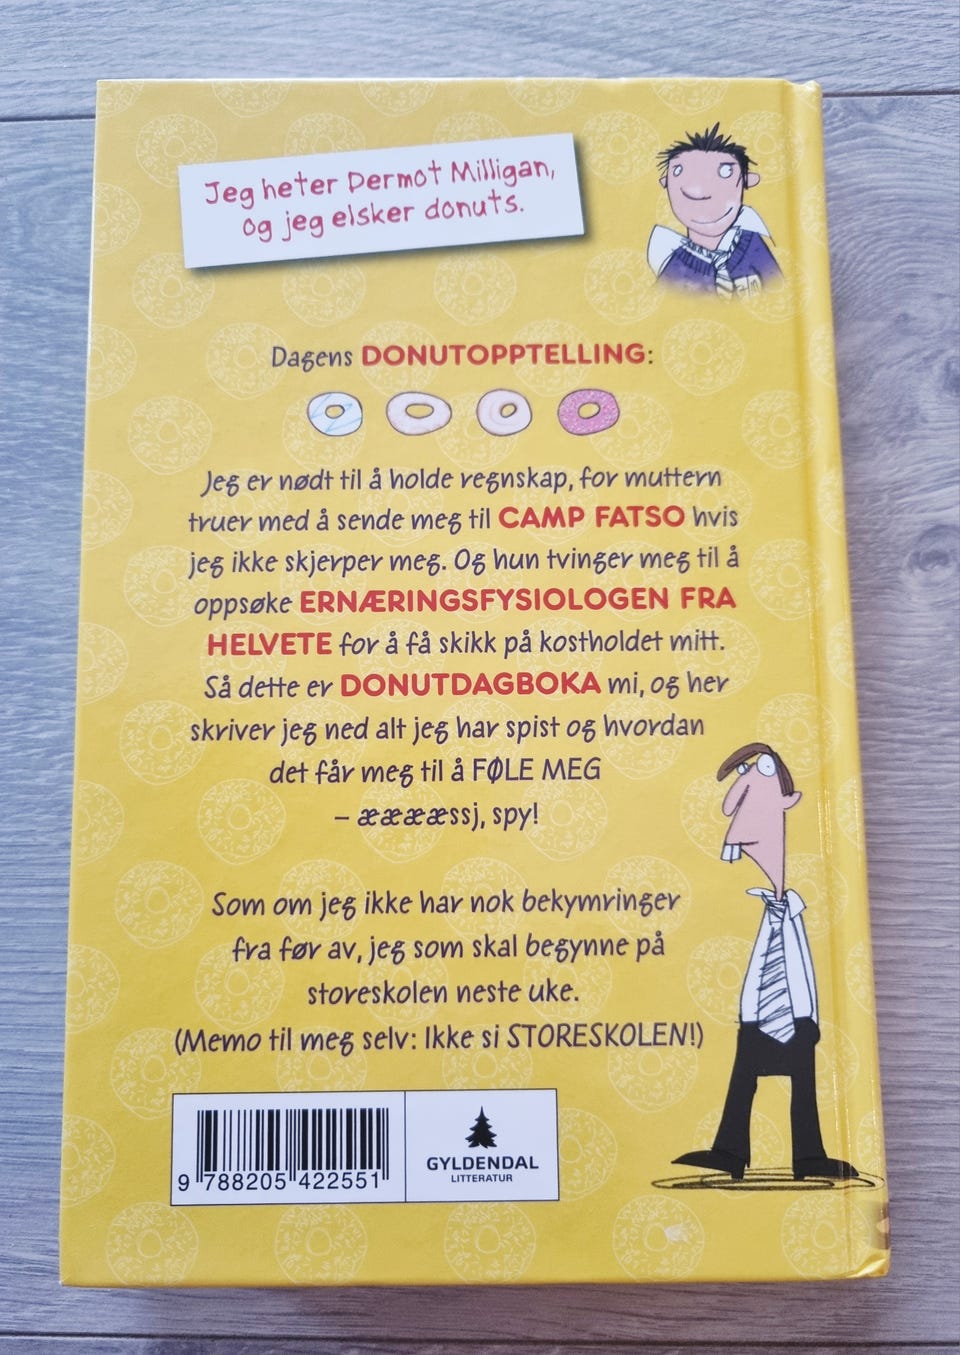 Jeg heter Dermot Milligan,
og jeg elsker donuts.
Dagens DONUTOPPTELLING:
Jeg er nødt til å holde regnskap, for muttern
truer med å sende meg til CAMP FATSO hvis
jeg ikke skjerper meg. Og hun tvinger meg til å
oppsøke ERNÆRINGSFYSIOLOGEN FRA
HELVETE for å få skikk på kostholdet mitt.
Så dette er DONUTDAGBOKA mi, og her
skriver jeg ned alt jeg har spist og hvordan
det får meg til å FØLE MEG
– ææææssj, spy!
Som om jeg ikke har nok bekymringer
fra før av, jeg som skal begynne på
storeskolen neste uke.
(Memo til meg selv: Ikke si STORESKOLEN!)
9 788205 422551
GYLDENDAL
LITTERATUR